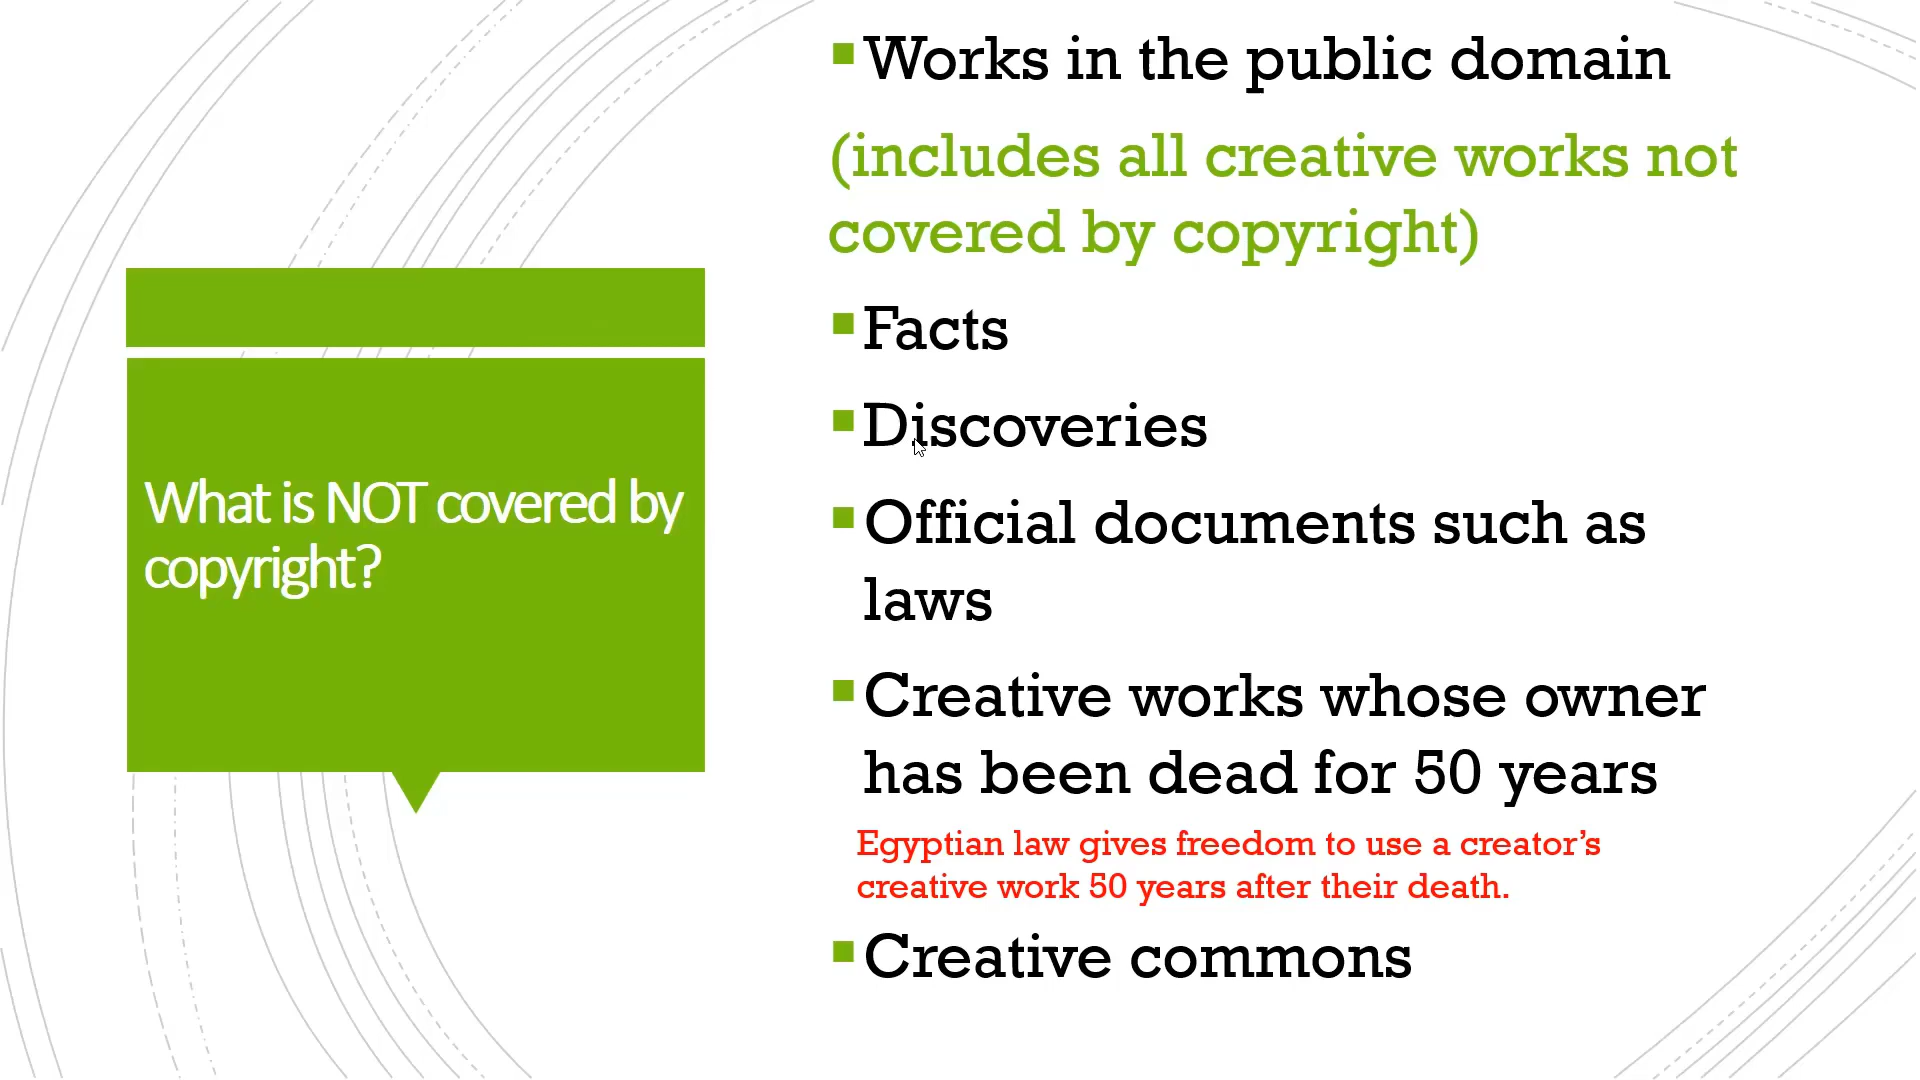 What is NOT covered by
copyright?
Works in the public domain
(includes all creative works not
covered by copyright)
Facts
Discoveries
Official documents such as
laws
Creative works whose owner
has been dead for 50 years
Egyptian law gives freedom to use a creator’s
creative work 50 years after their death.
Creative commons